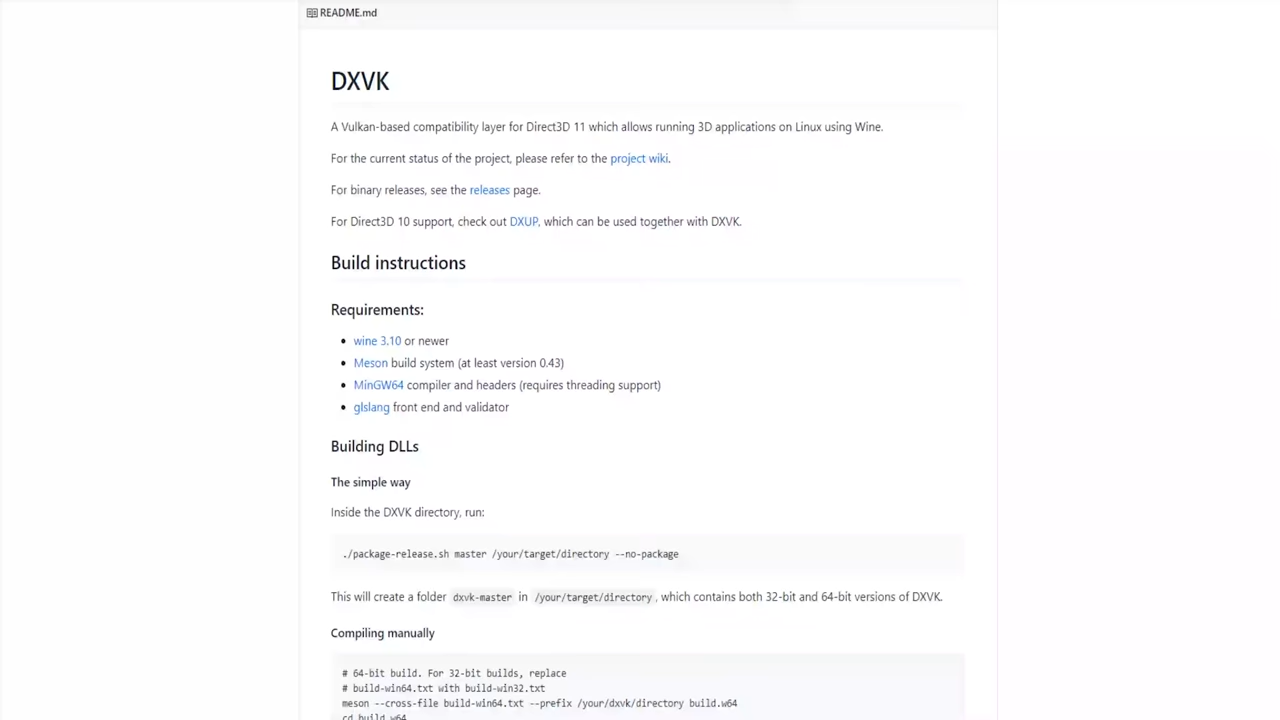 README.md
DXVK
A Vulkan-based compatibility layer for Direct3D 11 which allows running 3D applications on Linux using Wine.
For the current status of the project, please refer to the project wiki.
For binary releases, see the releases page.
For Direct3D 10 support, check out DXUP, which can be used together with DXVK.
Build instructions
Requirements:
• wine 3.10 or newer
• Meson build system (at least version 0.43)
• MinGW64 compiler and headers (requires threading support)
• glslang front end and validator
Building DLLs
The simple way
Inside the DXVK directory, run:
./package-release.sh master /your/target/directory --no-package
This will create a folder dxvk-master in /your/target/directory, which contains both 32-bit and 64-bit versions of DXVK.
Compiling manually
# 64-bit build. For 32-bit builds, replace
# build-win64.txt with build-win32.txt
meson --cross-file build-win64.txt --prefix /your/dxvk/directory build.w64
cd build.w64